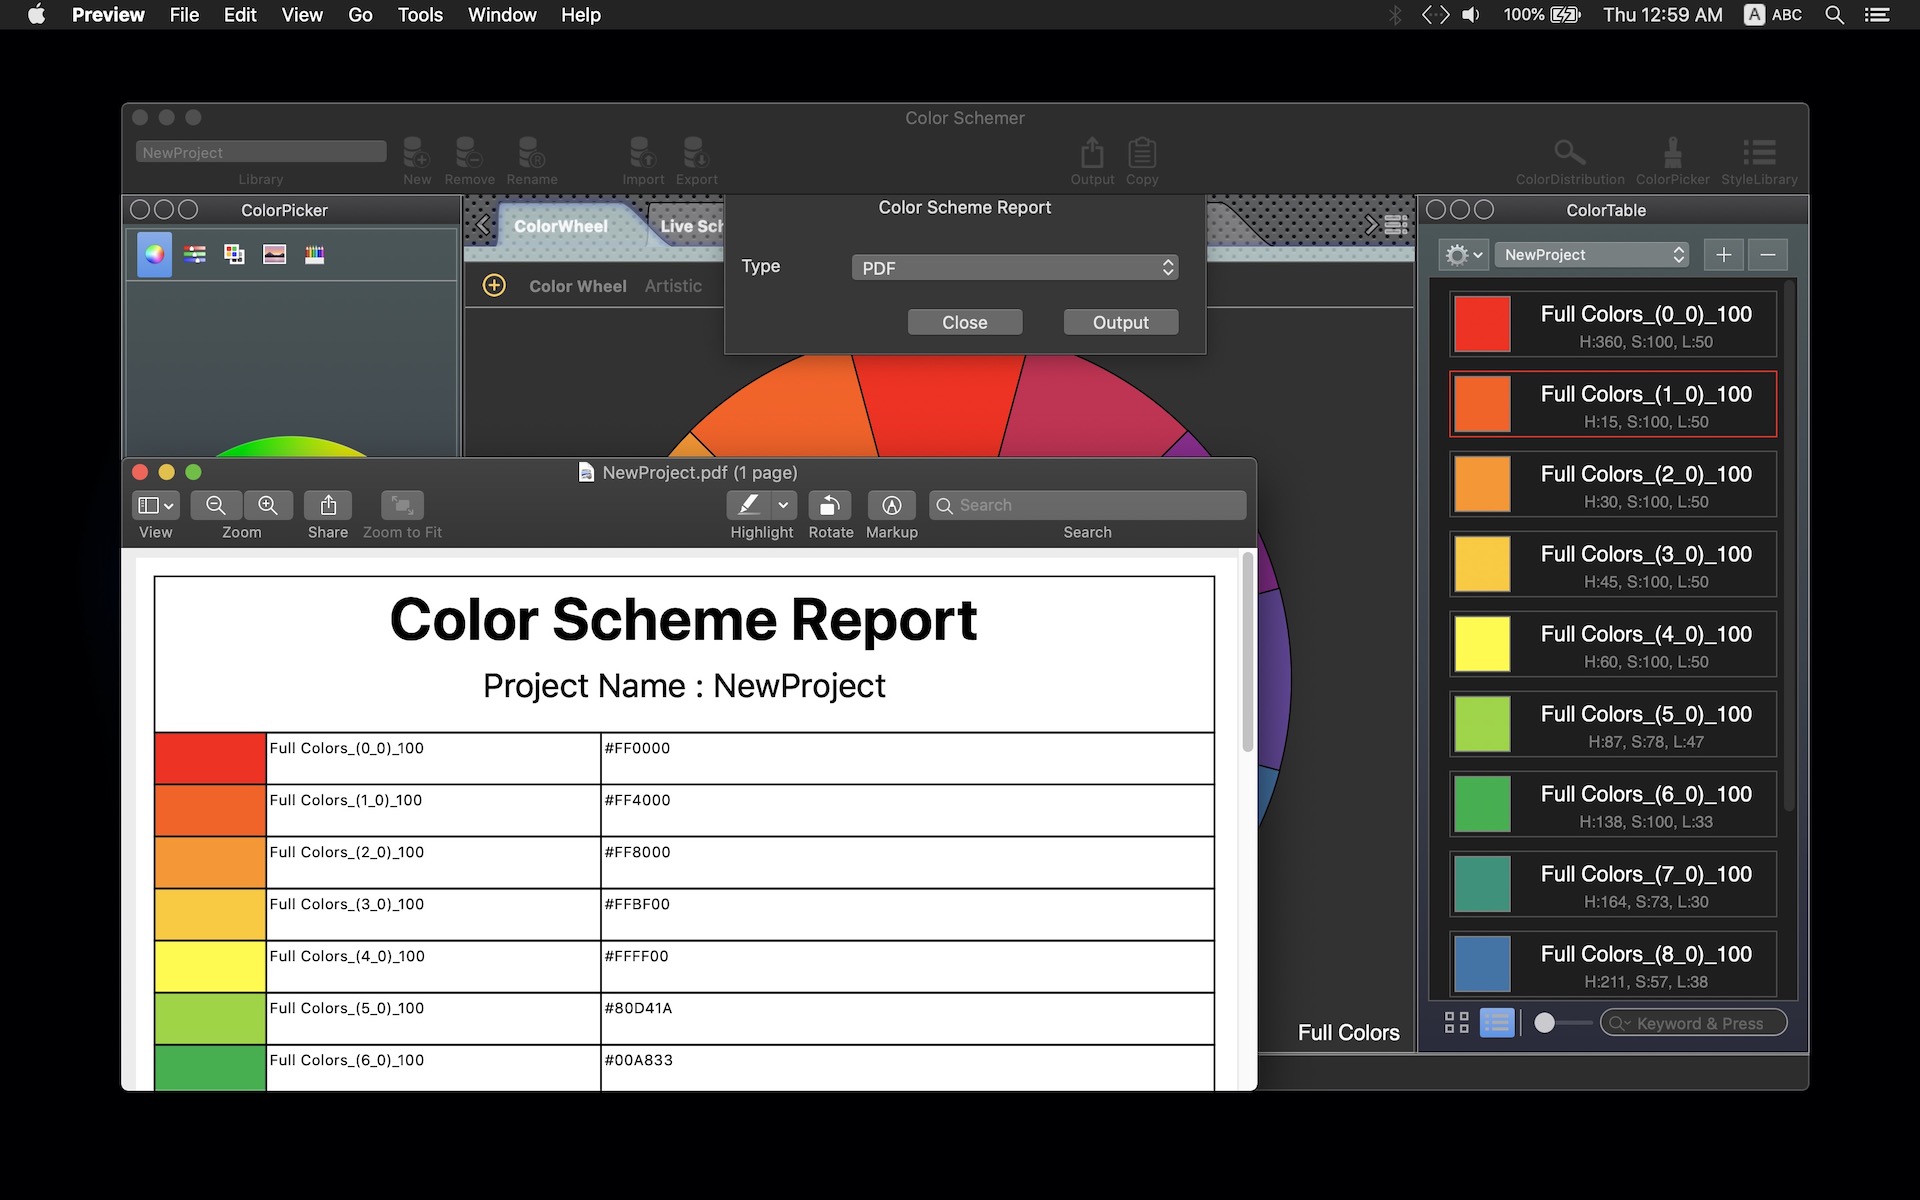 Preview File Edit View Go Tools Window Help
100% Thu 12:59 AM A ABC
Color Schemer
NewProject
Library New Remove Rename Import Export Output Copy ColorDistribution ColorPicker StyleLibrary
ColorPicker
ColorWheel Live Sch
Color Wheel Artistic
Color Scheme Report
Type PDF
Close Output
ColorTable
NewProject
Full Colors_(0_0)_100
H:360, S:100, L:50
Full Colors_(1_0)_100
H:15, S:100, L:50
Full Colors_(2_0)_100
H:30, S:100, L:50
Full Colors_(3_0)_100
H:45, S:100, L:50
Full Colors_(4_0)_100
H:60, S:100, L:50
Full Colors_(5_0)_100
H:87, S:78, L:47
Full Colors_(6_0)_100
H:138, S:100, L:33
Full Colors_(7_0)_100
H:164, S:73, L:30
Full Colors_(8_0)_100
H:211, S:57, L:38
Keyword & Press
Full Colors
NewProject.pdf (1 page)
Search
View Zoom Share Zoom to Fit Highlight Rotate Markup Search
Color Scheme Report
Project Name : NewProject
Full Colors_(0_0)_100 #FF0000
Full Colors_(1_0)_100 #FF4000
Full Colors_(2_0)_100 #FF8000
Full Colors_(3_0)_100 #FFBF00
Full Colors_(4_0)_100 #FFFF00
Full Colors_(5_0)_100 #80D41A
Full Colors_(6_0)_100 #00A833